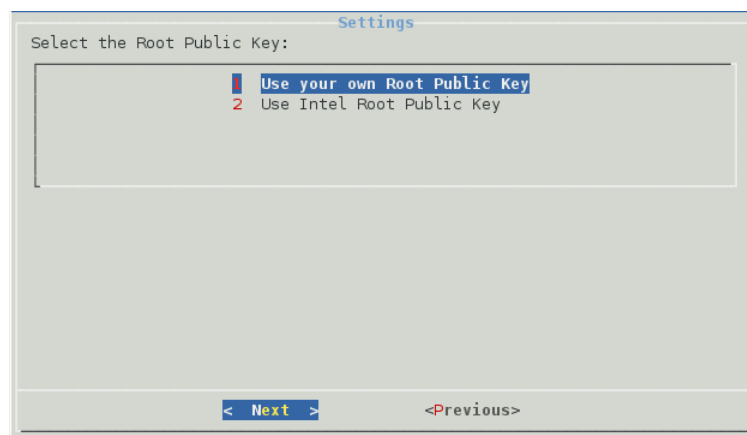 Settings
Select the Root Public Key:
1 Use your own Root Public Key
2 Use Intel Root Public Key
< Next > <Previous>